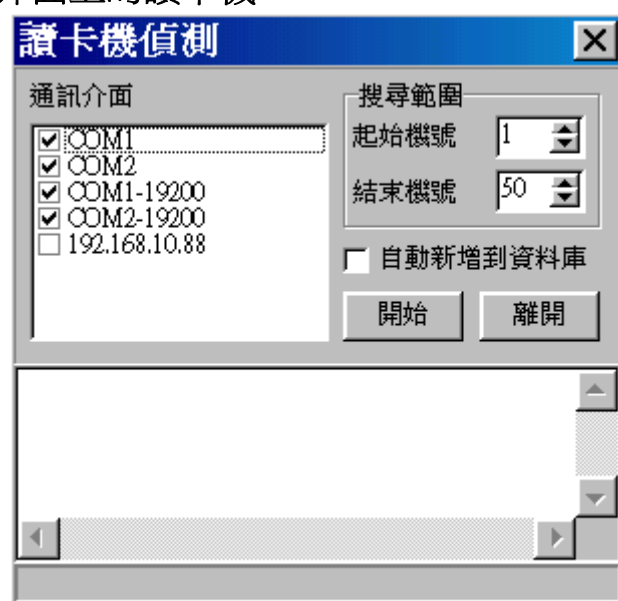 讀卡機偵測
通訊介面
COM1
COM2
COM1-19200
COM2-19200
192.168.10.88
搜尋範圍
起始機號 1
結束機號 50
自動新增到資料庫
開始 離開